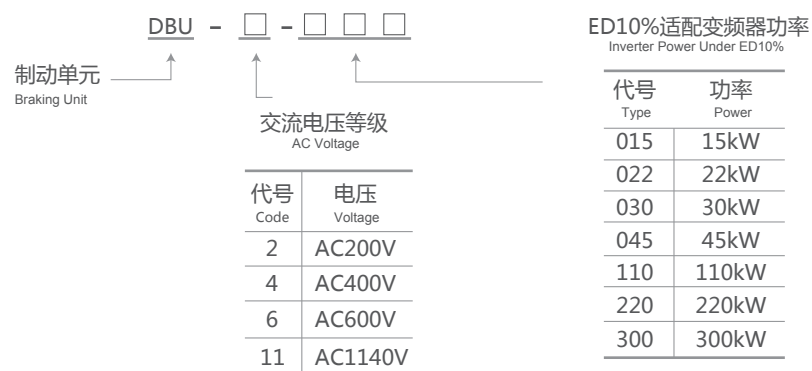 DBU - □ - □ □ □
制动单元
Braking Unit
交流电压等级
AC Voltage
代号 电压
Code Voltage
2 AC200V
4 AC400V
6 AC600V
11 AC1140V
ED10%适配变频器功率
Inverter Power Under ED10%
代号 功率
Type Power
015 15kW
022 22kW
030 30kW
045 45kW
110 110kW
220 220kW
300 300kW